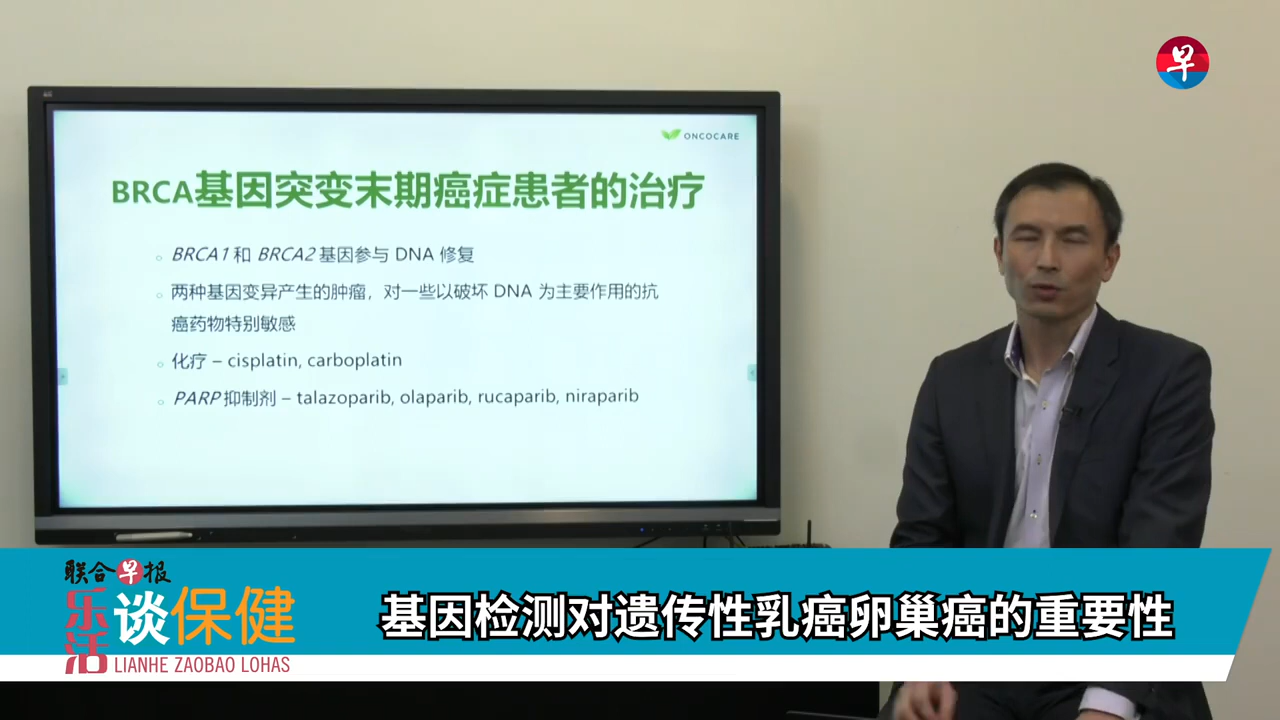 早
ONCOCARE
BRCA基因突变末期癌症患者的治疗
BRCA1 和 BRCA2 基因参与 DNA 修复
两种基因变异产生的肿瘤，对一些以破坏 DNA 为主要作用的抗
癌药物特别敏感
化疗 – cisplatin, carboplatin
PARP 抑制剂 – talazoparib, olaparib, rucaparib, niraparib
联合早报
乐活
谈保健
LIANHE ZAOBAO LOHAS
基因检测对遗传性乳癌卵巢癌的重要性